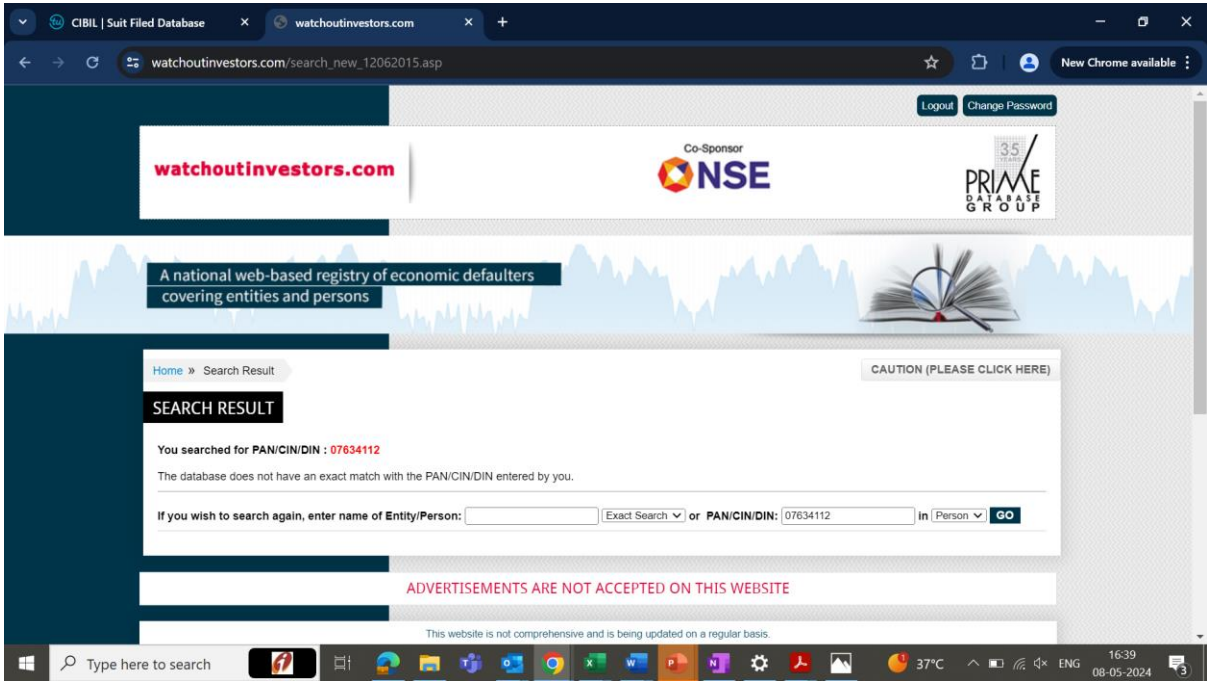 CIBIL | Suit Filed Database
watchoutinvestors.com
watchoutinvestors.com/search_new_12062015.asp
New Chrome available
Logout Change Password
watchoutinvestors.com
Co-Sponsor
NSE
35
YEARS
PRIME
DATABASE
GROUP
A national web-based registry of economic defaulters
covering entities and persons
Home » Search Result
CAUTION (PLEASE CLICK HERE)
SEARCH RESULT
You searched for PAN/CIN/DIN : 07634112
The database does not have an exact match with the PAN/CIN/DIN entered by you.
If you wish to search again, enter name of Entity/Person: Exact Search or PAN/CIN/DIN: 07634112 in Person GO
ADVERTISEMENTS ARE NOT ACCEPTED ON THIS WEBSITE
This website is not comprehensive and is being updated on a regular basis.
Type here to search
37°C
ENG
16:39
08-05-2024
3